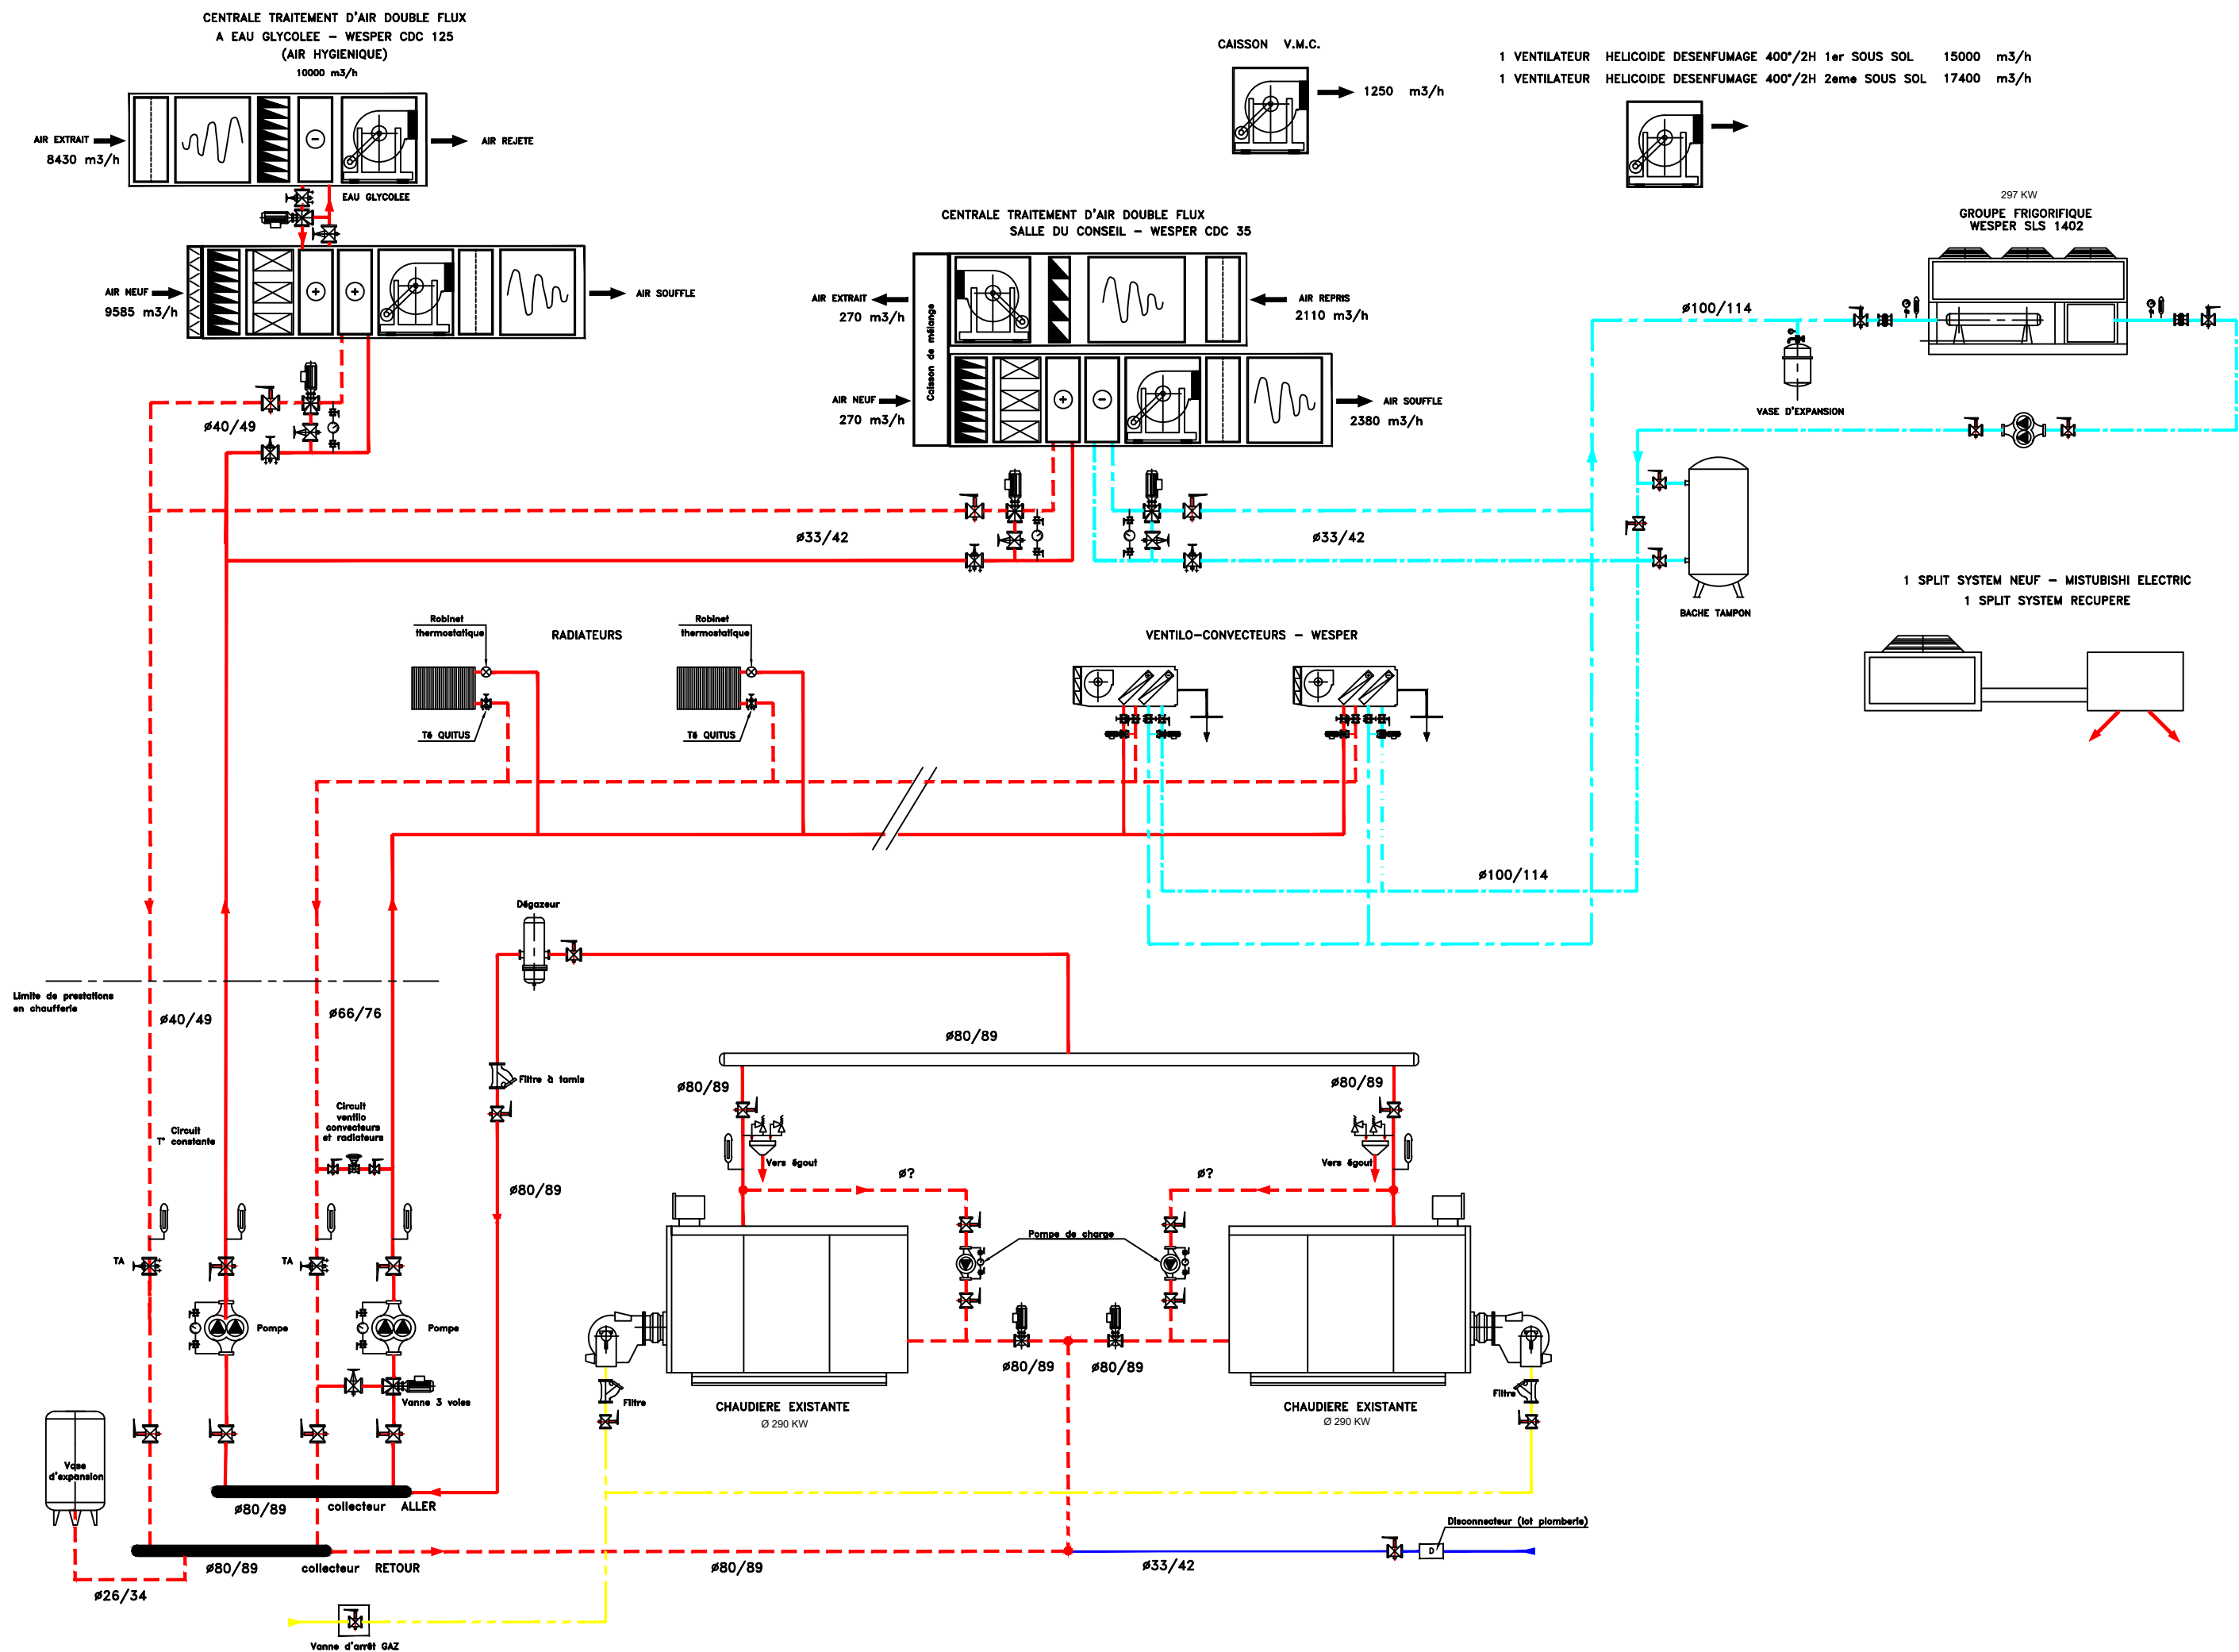 CENTRALE TRAITEMENT D'AIR DOUBLE FLUX
A EAU GLYCOLEE - WESPER CDC 125
(AIR HYGIENIQUE)
10000 m3/h
AIR EXTRAIT
8430 m3/h
AIR REJETE
EAU GLYCOLEE
AIR NEUF
9585 m3/h
AIR SOUFFLE
ø40/49
CAISSON V.M.C.
1250 m3/h
1 VENTILATEUR HELICOIDE DESENFUMAGE 400°/2H 1er SOUS SOL 15000 m3/h
1 VENTILATEUR HELICOIDE DESENFUMAGE 400°/2H 2eme SOUS SOL 17400 m3/h
297 KW
GROUPE FRIGORIFIQUE
WESPER SLS 1402
CENTRALE TRAITEMENT D'AIR DOUBLE FLUX
SALLE DU CONSEIL - WESPER CDC 35
Caisson de mélange
AIR EXTRAIT
270 m3/h
AIR REPRIS
2110 m3/h
AIR NEUF
270 m3/h
AIR SOUFFLE
2380 m3/h
ø100/114
VASE D'EXPANSION
ø33/42
ø33/42
BACHE TAMPON
1 SPLIT SYSTEM NEUF - MISTUBISHI ELECTRIC
1 SPLIT SYSTEM RECUPERE
Robinet
thermostatique
RADIATEURS
Robinet
thermostatique
VENTILO-CONVECTEURS - WESPER
Té QUITUS
Té QUITUS
ø100/114
Dégazeur
Limite de prestations
en chaufferie
ø40/49
ø66/76
ø80/89
Filtre à tamis
ø80/89
ø80/89
Circuit
T° constante
Circuit
ventilo
convecteurs
et radiateurs
Vers égout
Vers égout
ø80/89
ø?
ø?
Pompe de charge
TA
TA
Pompe
Pompe
ø80/89
ø80/89
Vanne 3 voies
Filtre
CHAUDIERE EXISTANTE
Ø 290 KW
CHAUDIERE EXISTANTE
Ø 290 KW
Filtre
Vase
d'expansion
ø80/89
collecteur ALLER
Disconnecteur (lot plomberie)
D
ø80/89
collecteur RETOUR
ø80/89
ø33/42
ø26/34
Vanne d'arrêt GAZ